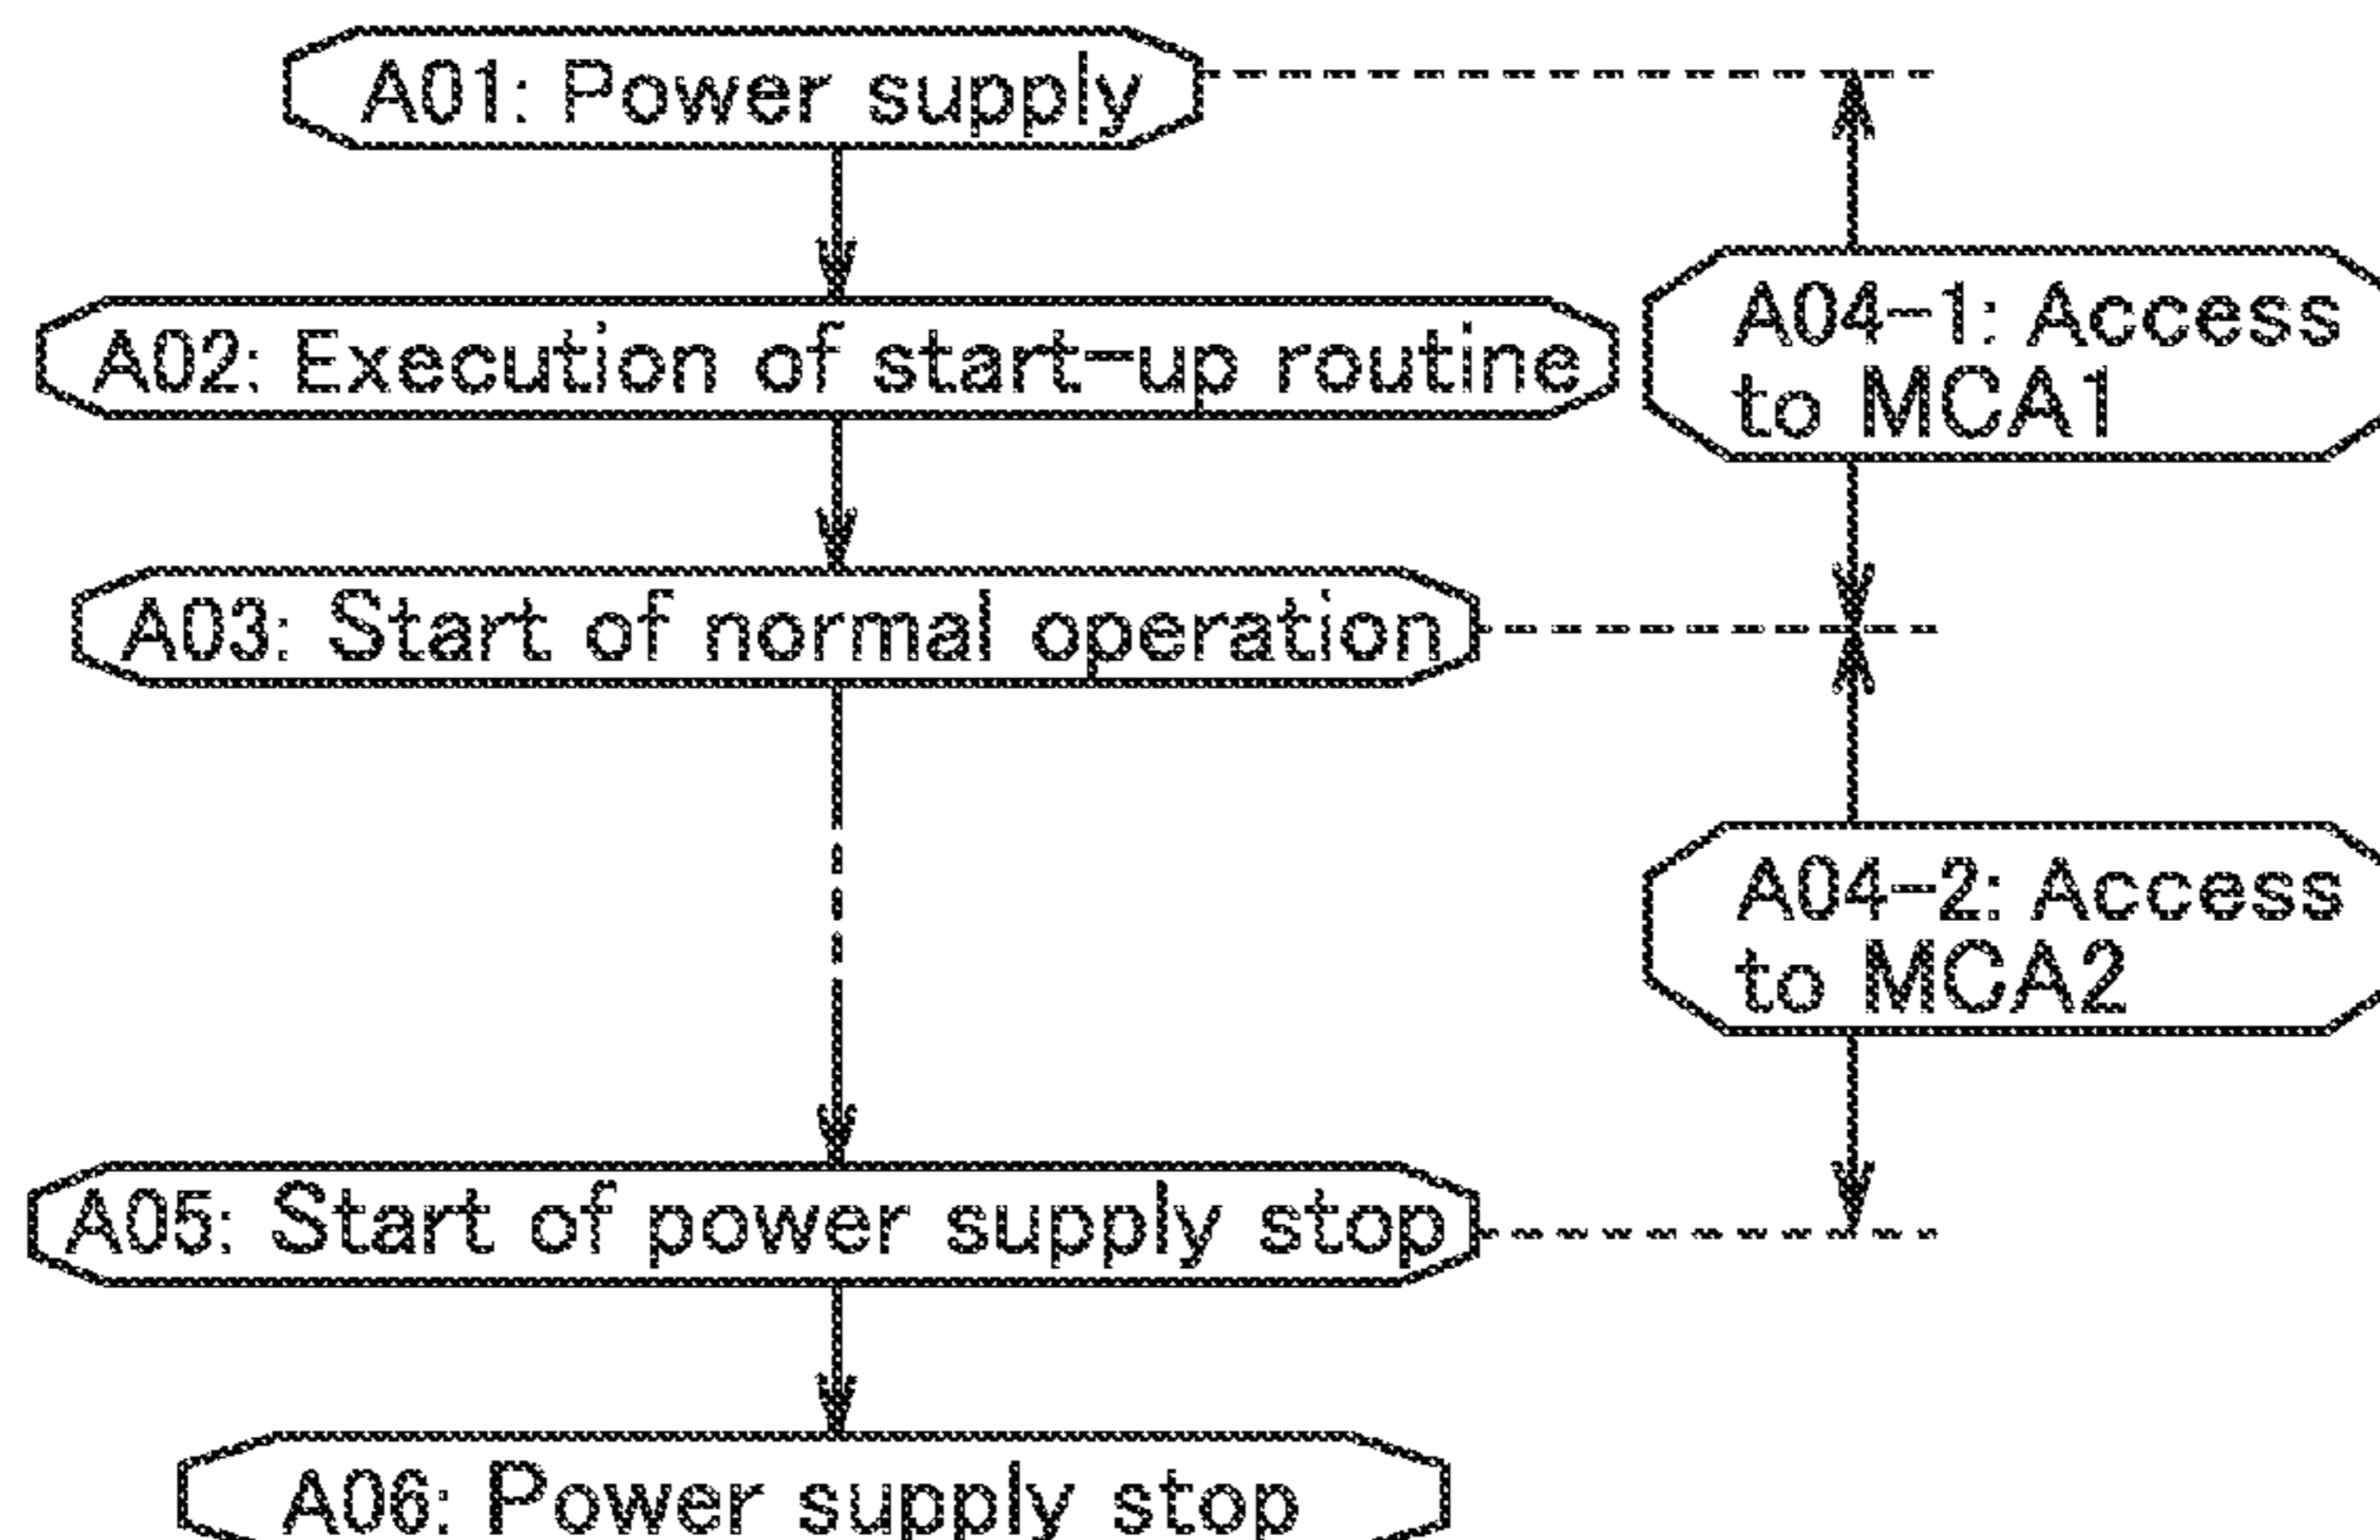 A01: Power supply
A02: Execution of start-up routine
A04-1: Access
to MCA1
A03: Start of normal operation
A04-2: Access
to MCA2
A05: Start of power supply stop
A06: Power supply stop